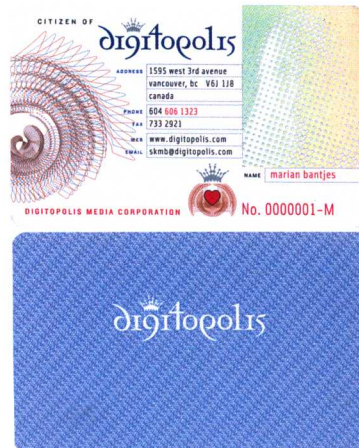 CITIZEN OF
digitopolis
ADDRESS 1595 west 3rd avenue
vancouver, bc V6J 1J8
canada
PHONE 604 606 1323
FAX 733 2921
WEB www.digitopolis.com
EMAIL skmb@digitopolis.com
NAME marian bantjes
DIGITOPOLIS MEDIA CORPORATION
No. 0000001-M
digitopolis